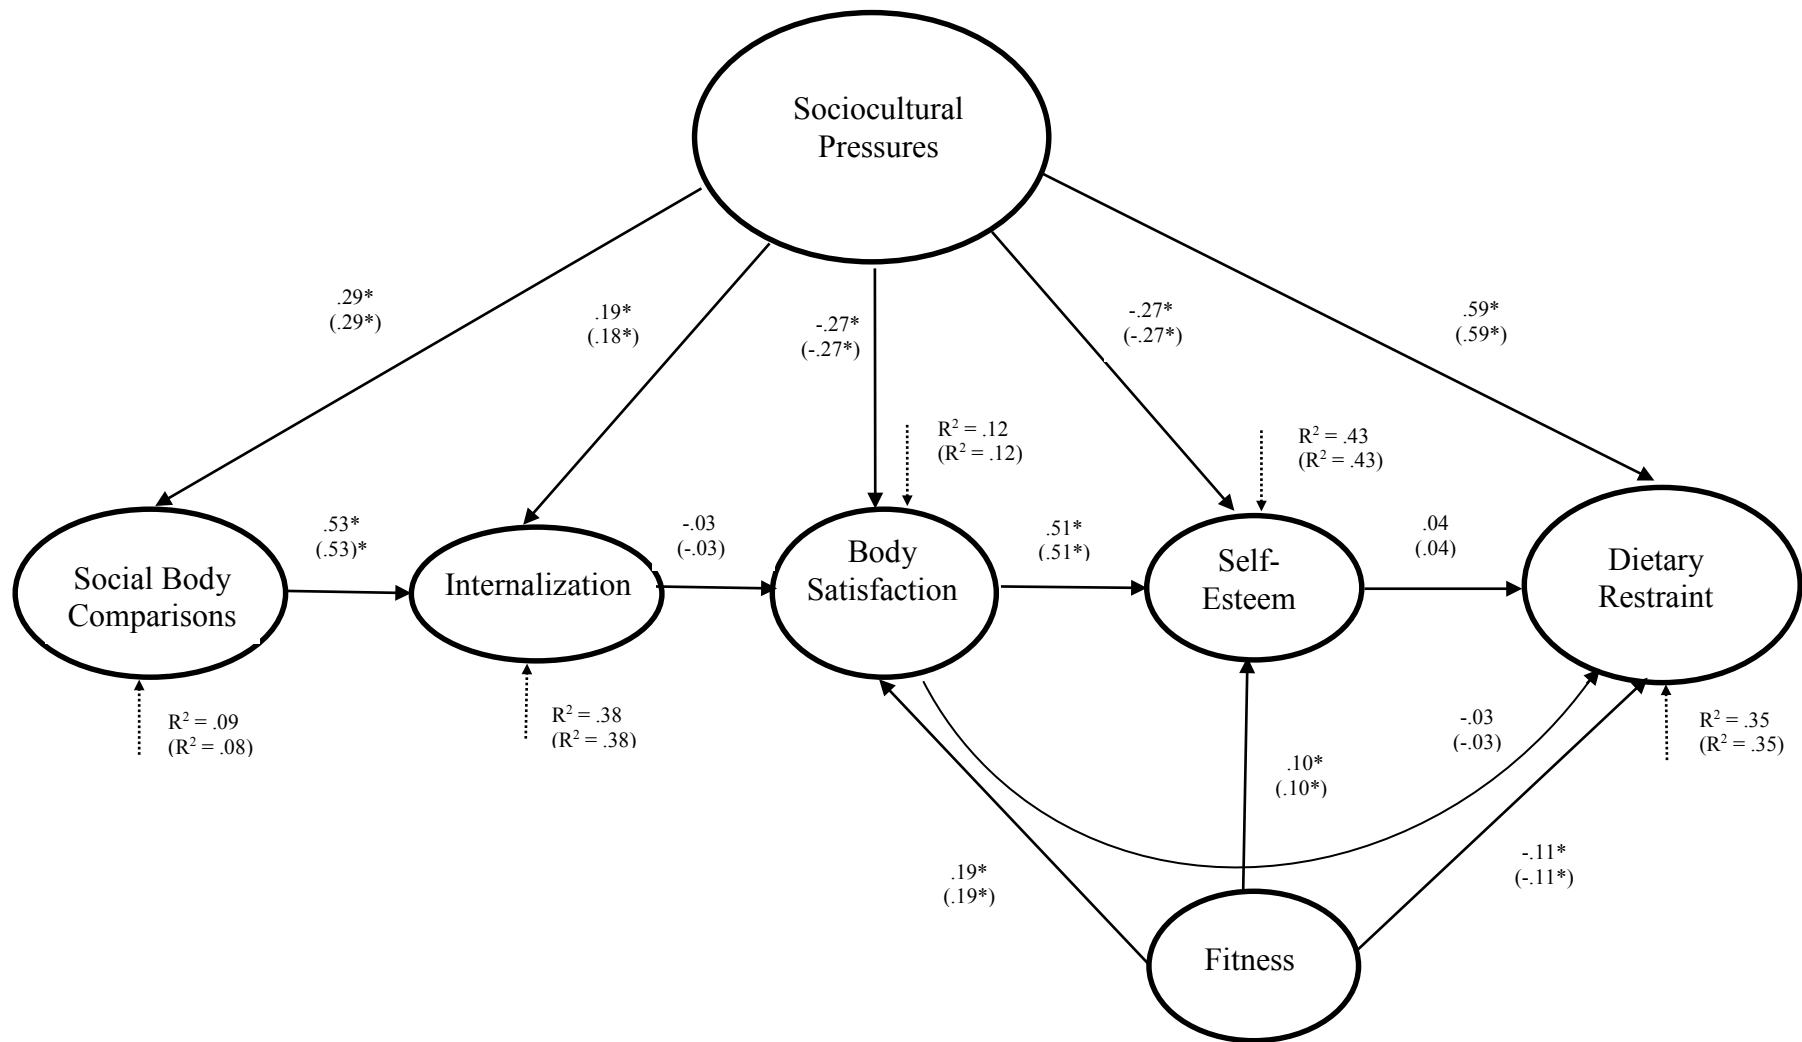 Sociocultural
Pressures
.29*
(.29*)
.19*
(.18*)
-.27*
(-.27*)
-.27*
(-.27*)
.59*
(.59*)
R² = .12
(R² = .12)
R² = .43
(R² = .43)
Social Body
Comparisons
.53*
(.53)*
Internalization
-.03
(-.03)
Body
Satisfaction
.51*
(.51*)
Self-
Esteem
.04
(.04)
Dietary
Restraint
R² = .09
(R² = .08)
R² = .38
(R² = .38)
-.03
(-.03)
R² = .35
(R² = .35)
.10*
(.10*)
.19*
(.19*)
-.11*
(-.11*)
Fitness